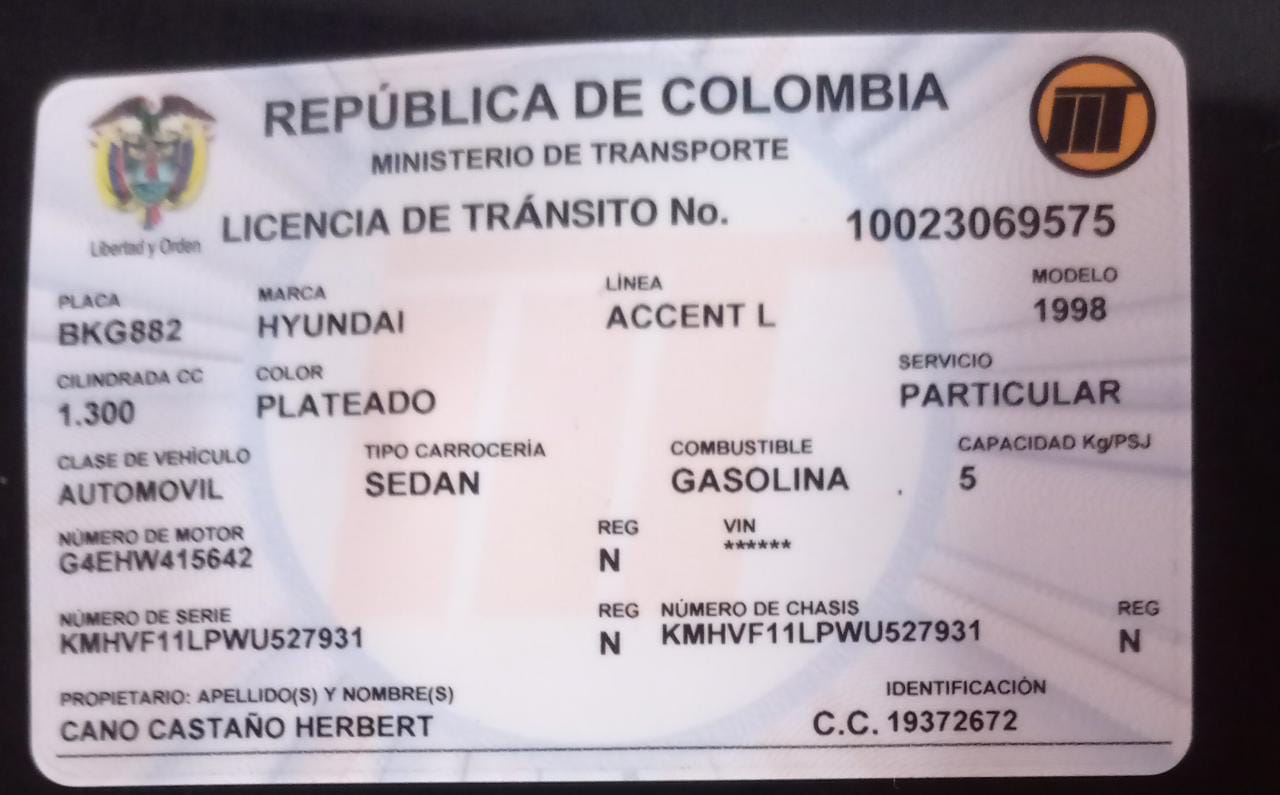 REPÚBLICA DE COLOMBIA
MINISTERIO DE TRANSPORTE
Libertad y Orden
LICENCIA DE TRÁNSITO No. 10023069575
PLACA MARCA LÍNEA MODELO
BKG882 HYUNDAI ACCENT L 1998
CILINDRADA CC COLOR SERVICIO
1.300 PLATEADO PARTICULAR
CLASE DE VEHÍCULO TIPO CARROCERÍA COMBUSTIBLE CAPACIDAD Kg/PSJ
AUTOMOVIL SEDAN GASOLINA 5
NÚMERO DE MOTOR REG VIN
G4EHW415642 N ******
NÚMERO DE SERIE REG NÚMERO DE CHASIS REG
KMHVF11LPWU527931 N KMHVF11LPWU527931 N
PROPIETARIO: APELLIDO(S) Y NOMBRE(S) IDENTIFICACIÓN
CANO CASTAÑO HERBERT C.C. 19372672